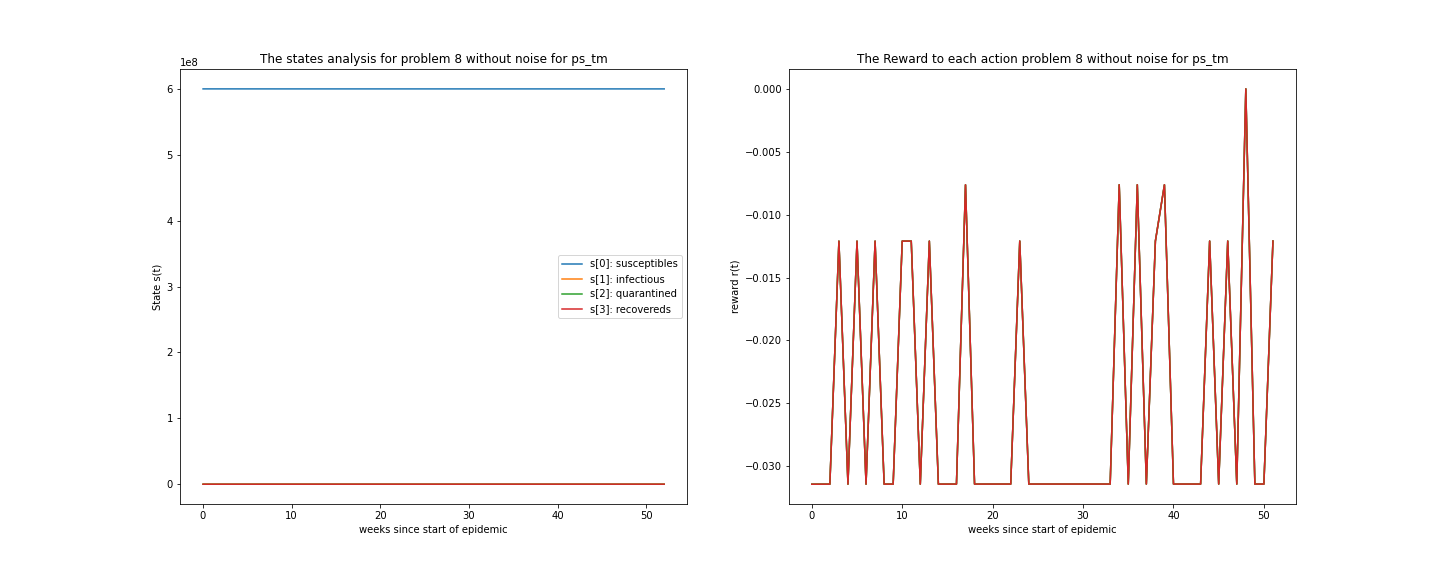 The states analysis for problem 8 without noise for ps_tm
1e8
6
5
4
3
2
1
0
State s(t)
s[0]: susceptibles
s[1]: infectious
s[2]: quarantined
s[3]: recovereds
0 10 20 30 40 50
weeks since start of epidemic
The Reward to each action problem 8 without noise for ps_tm
0.000
−0.005
−0.010
−0.015
−0.020
−0.025
−0.030
reward r(t)
0 10 20 30 40 50
weeks since start of epidemic